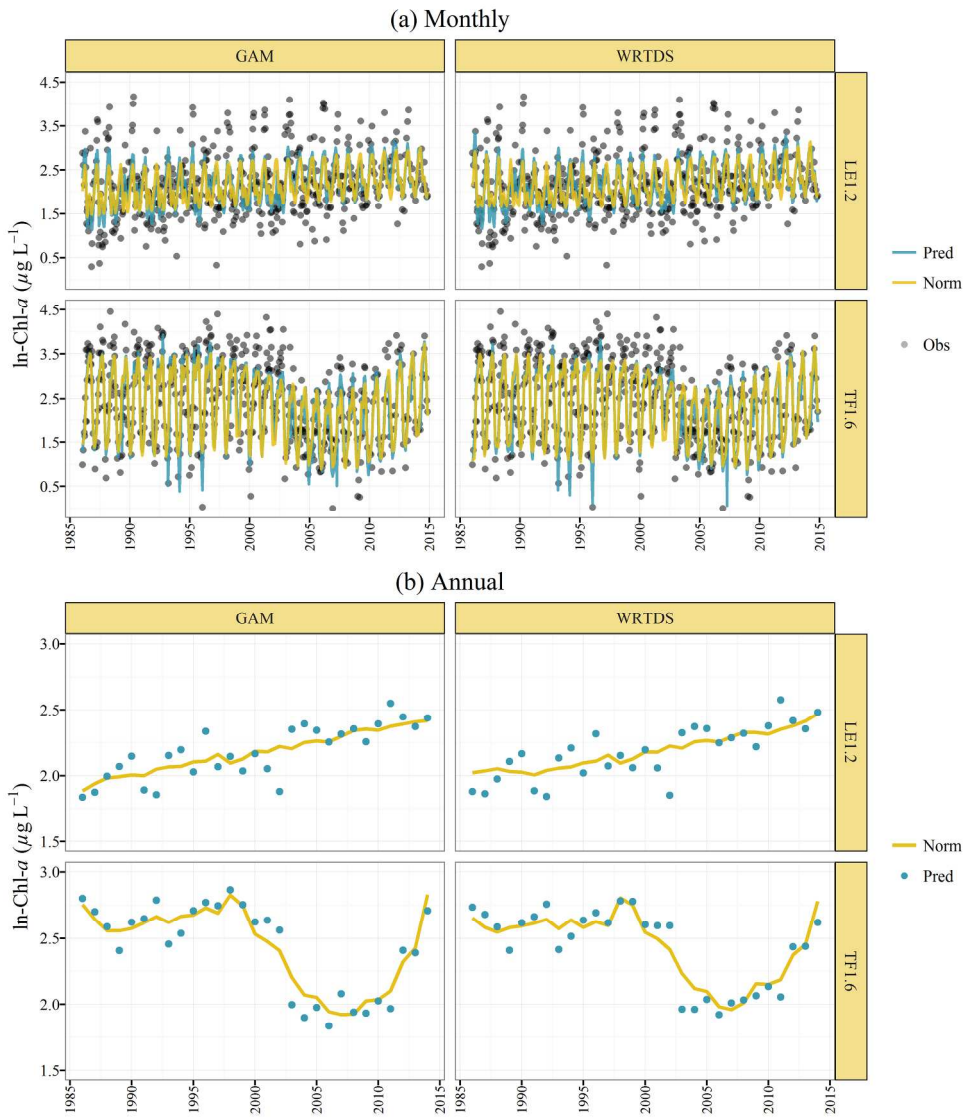 (a) Monthly
GAM
WRTDS
4.5
3.5
2.5
1.5
0.5
LE1.2
4.5
3.5
2.5
1.5
0.5
TF1.6
ln-Chl-a (μg L⁻¹)
Pred
Norm
Obs
1985 1990 1995 2000 2005 2010 2015
1985 1990 1995 2000 2005 2010 2015
(b) Annual
GAM
WRTDS
3.0
2.5
2.0
1.5
LE1.2
3.0
2.5
2.0
1.5
TF1.6
ln-Chl-a (μg L⁻¹)
Norm
Pred
1985 1990 1995 2000 2005 2010 2015
1985 1990 1995 2000 2005 2010 2015